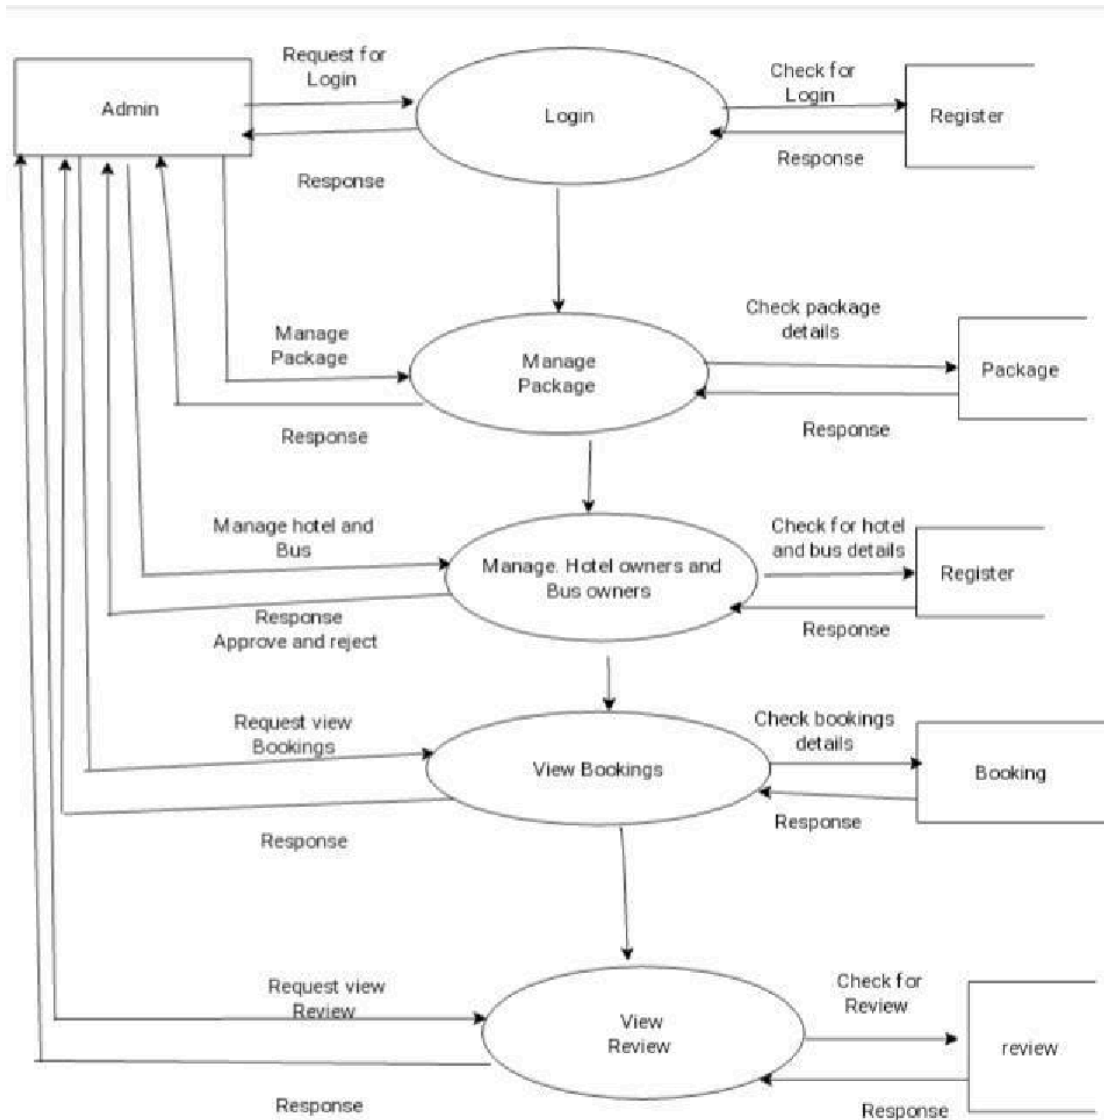 Request for
Login
Check for
Login
Admin
Login
Register
Response
Response
Check package
details
Manage
Package
Manage
Package
Package
Response
Response
Manage hotel and
Bus
Check for hotel
and bus details
Manage. Hotel owners and
Bus owners
Register
Response
Approve and reject
Response
Request view
Bookings
Check bookings
details
View Bookings
Booking
Response
Response
Request view
Review
Check for
Review
View
Review
review
Response
Response